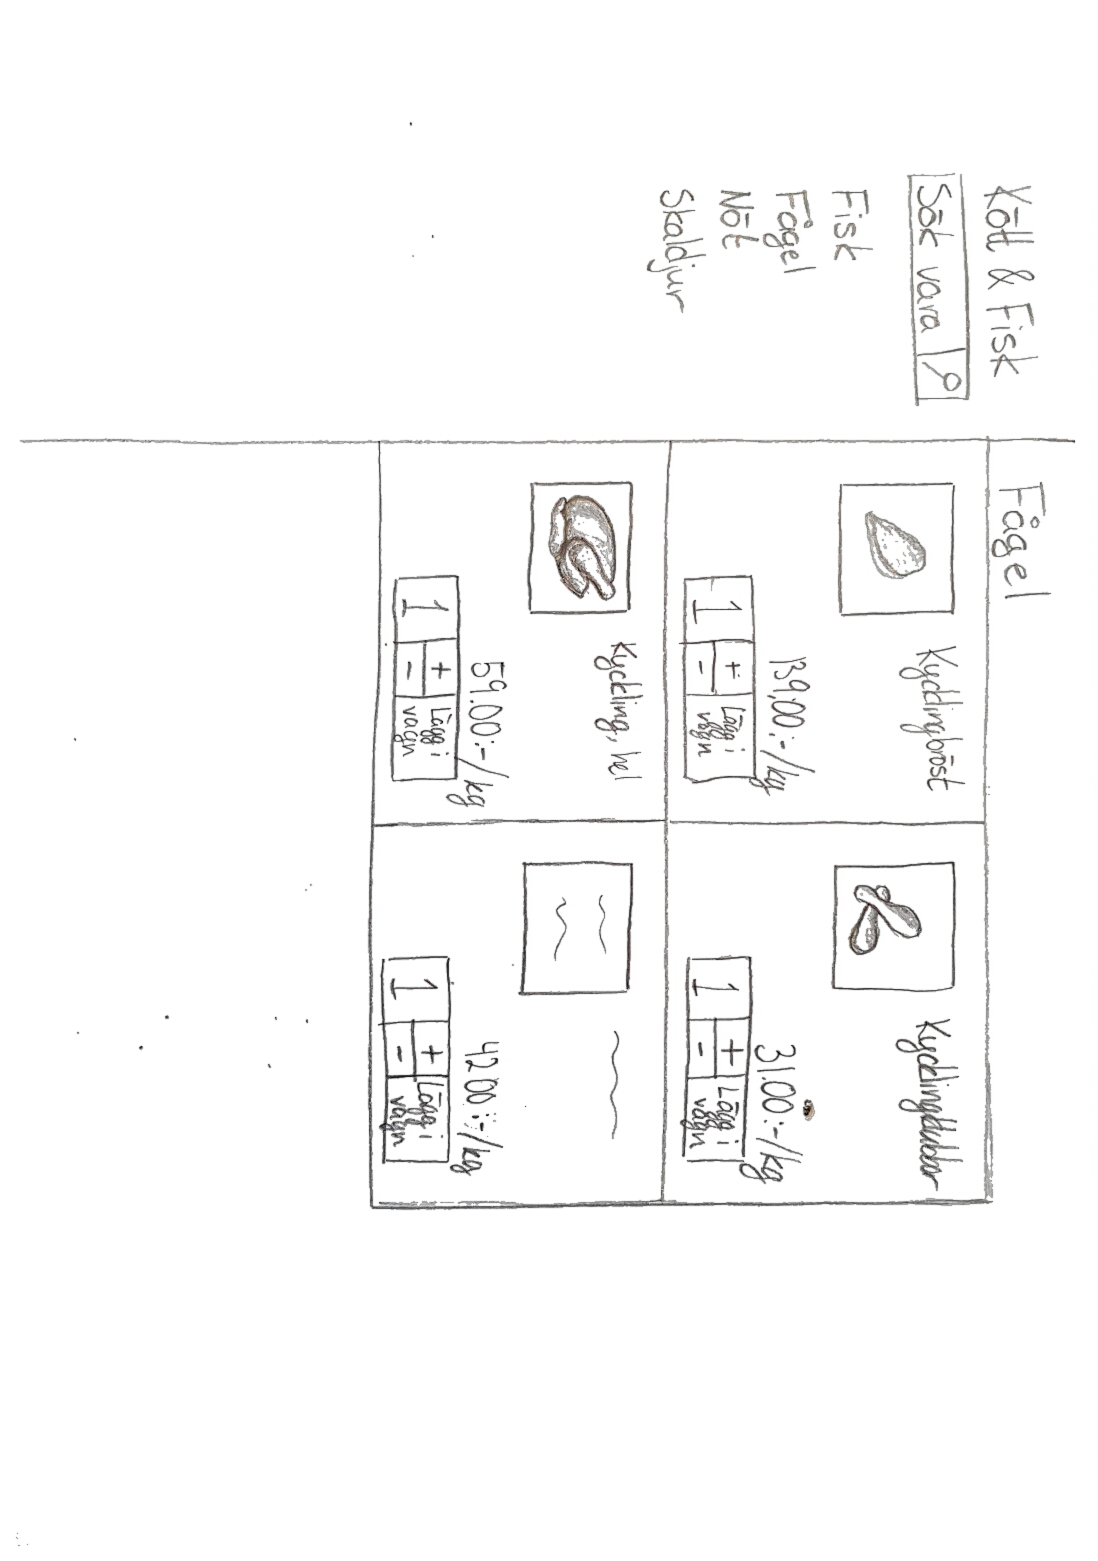 Kött & Fisk
Sök vara
Fisk
Fågel
Nöt
Skaldjur
Fågel
Kycklingbröst
139,00:-/kg
1 + - Lägg i
vagn
Kycklingklubbor
31.00:-/kg
1 + - Lägg i
vagn
Kyckling, hel
59.00:-/kg
1 + - Lägg i
vagn
42.00:-/kg
1 + - Lägg i
vagn